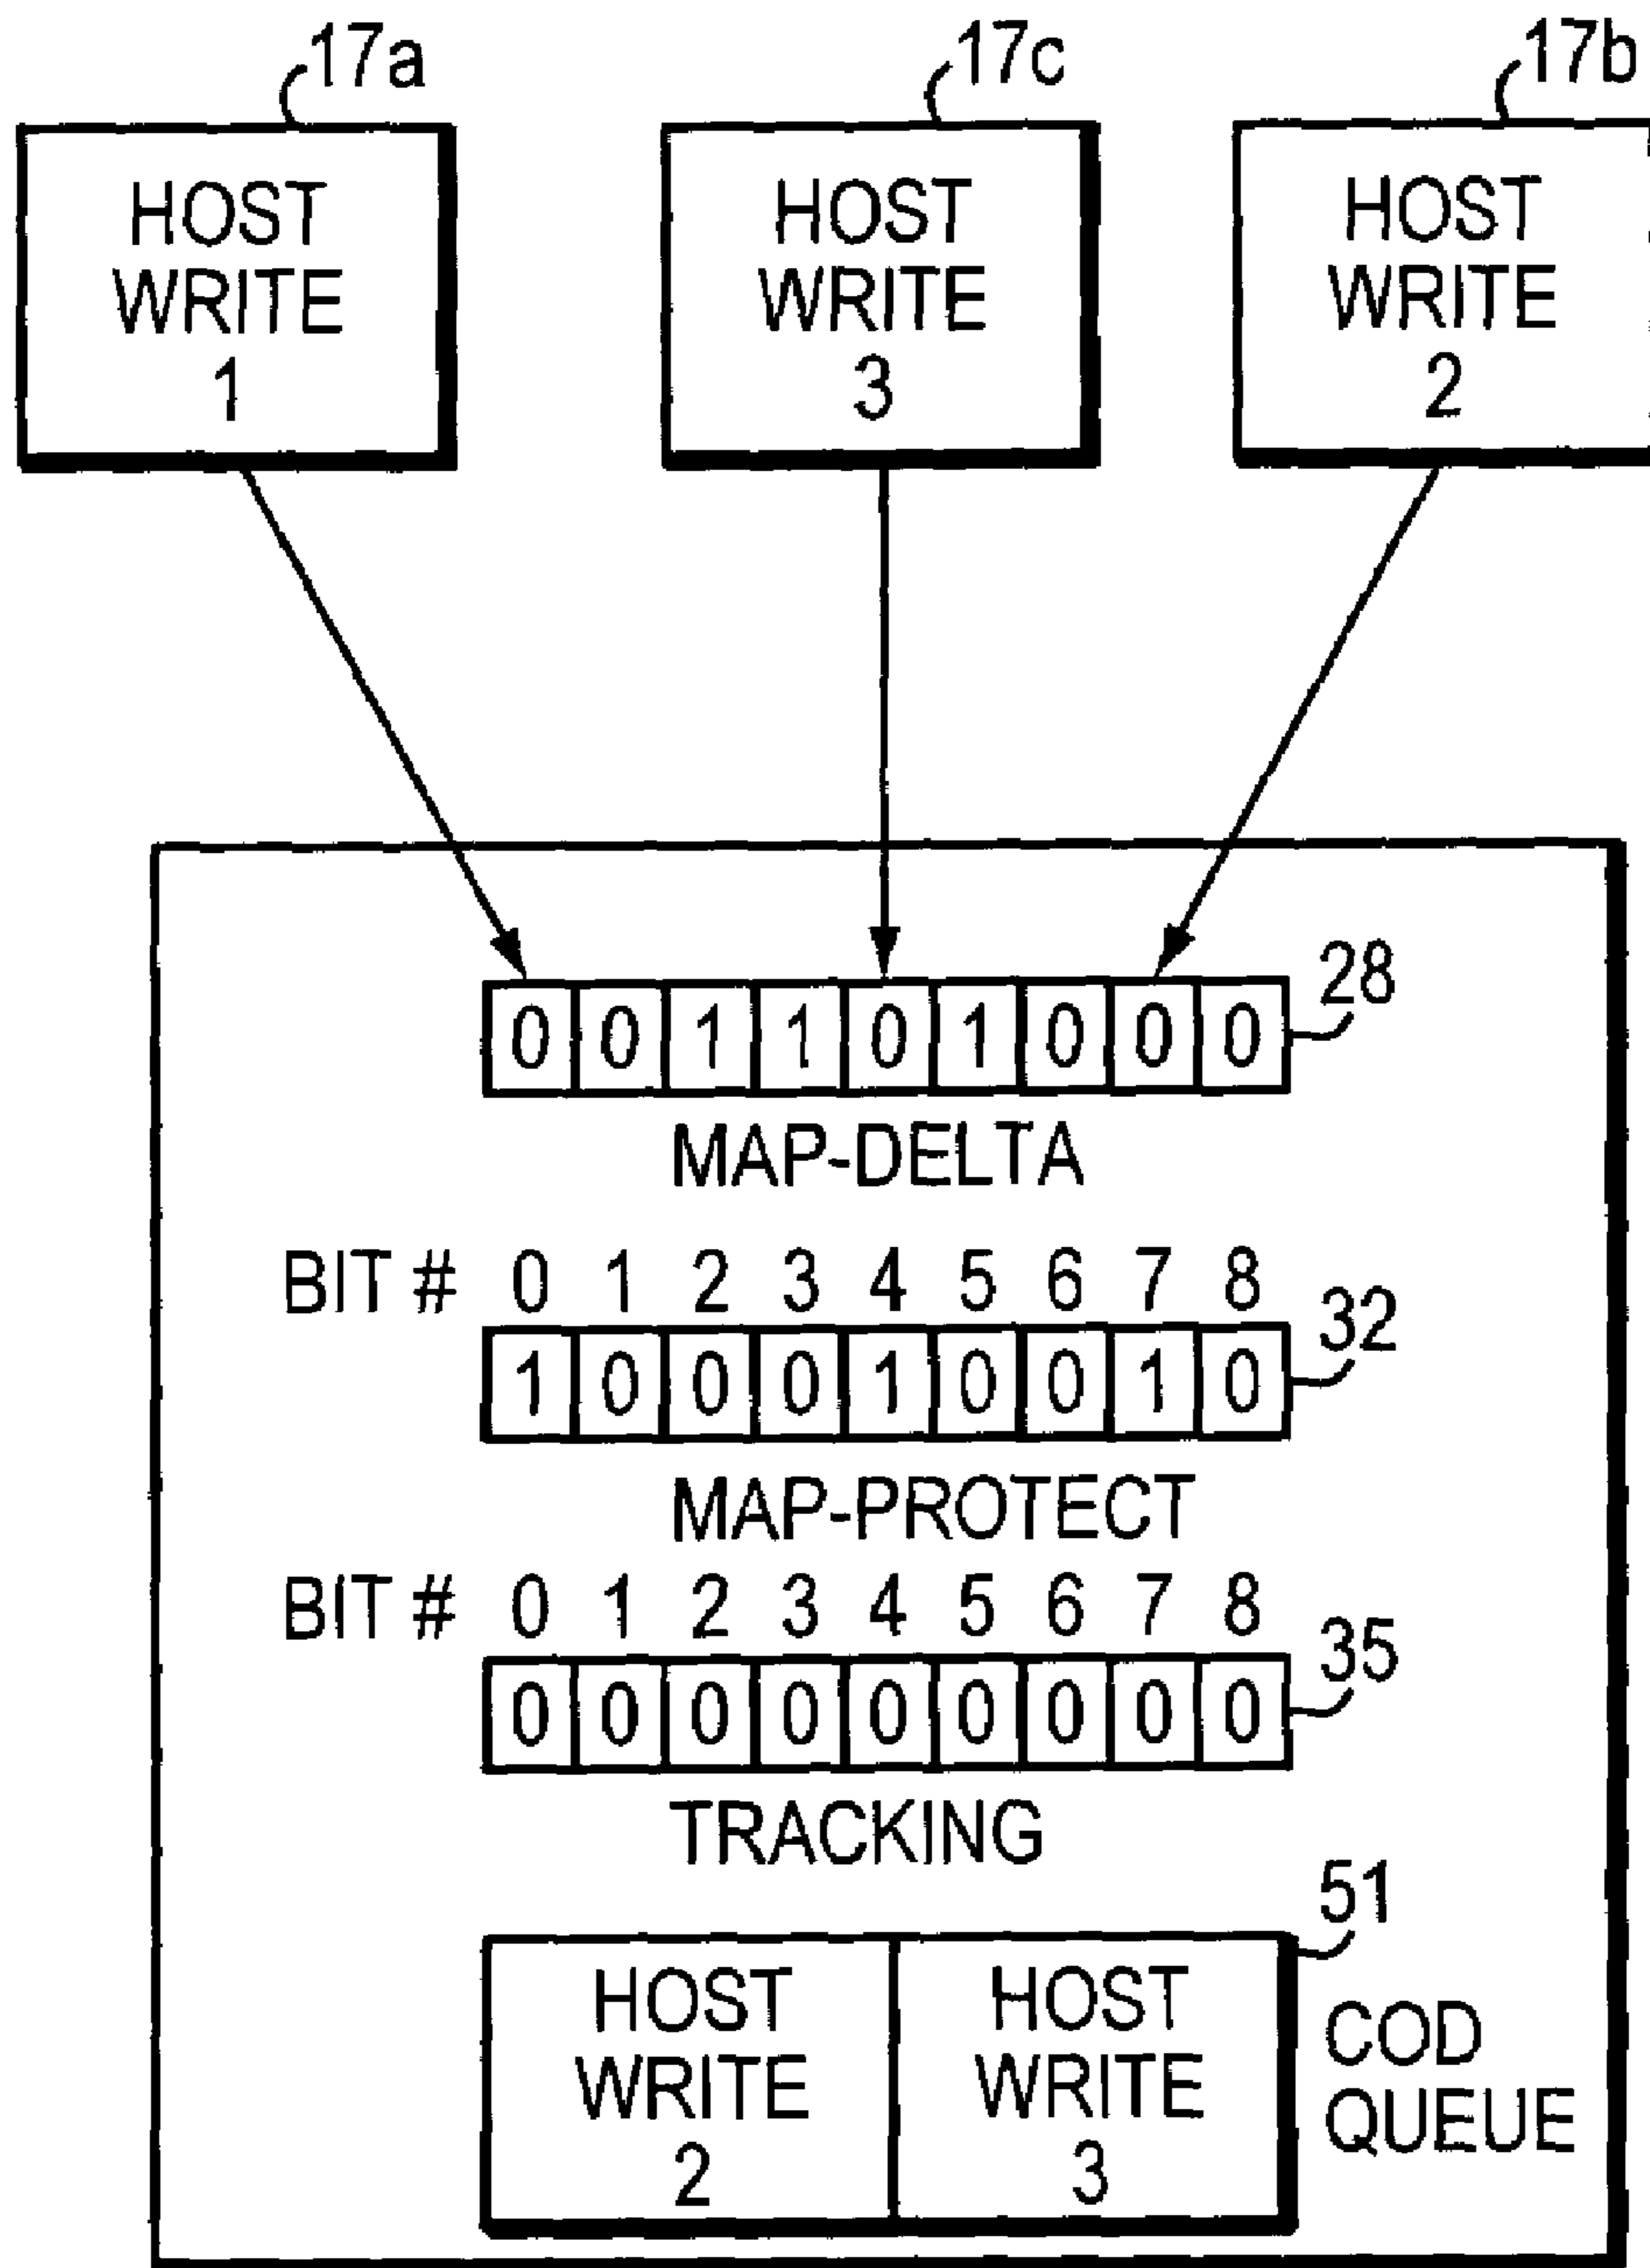 17a 17c 17b
HOST HOST HOST
WRITE WRITE WRITE
1 3 2
0 0 1 1 0 1 0 0 0 28
MAP-DELTA
BIT # 0 1 2 3 4 5 6 7 8
1 0 0 0 1 0 0 1 0 32
MAP-PROTECT
BIT # 0 1 2 3 4 5 6 7 8
0 0 0 0 0 0 0 0 0 35
TRACKING
51
HOST HOST
WRITE WRITE
2 3
COD
QUEUE